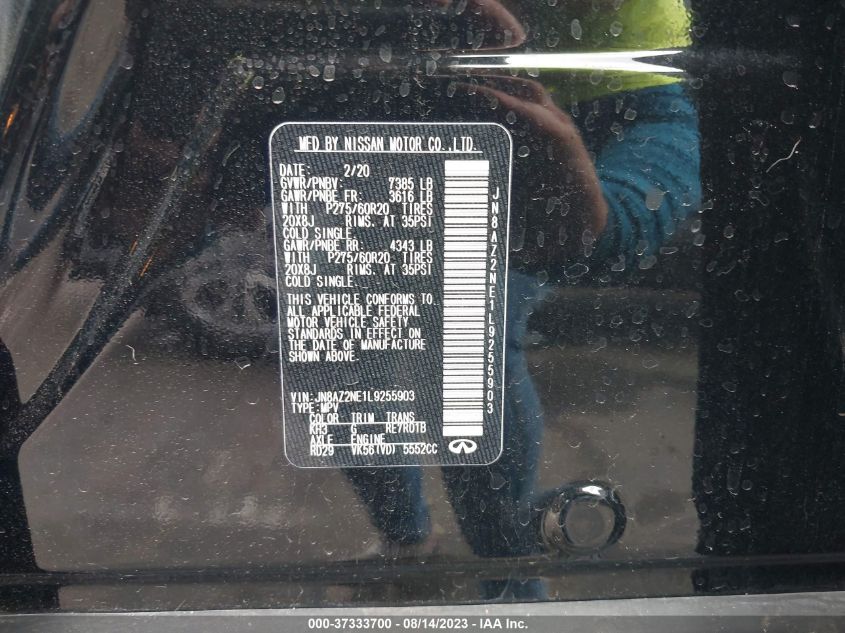 MFD BY NISSAN MOTOR CO.,LTD.
DATE: 2/20
GVWR/PNBV: 7385 LB
GAWR/PNBE FR: 3616 LB
WITH P275/60R20 TIRES
20X8J RIMS. AT 35PSI
COLD SINGLE.
GAWR/PNBE RR: 4343 LB
WITH P275/60R20 TIRES
20X8J RIMS. AT 35PSI
COLD SINGLE.
THIS VEHICLE CONFORMS TO
ALL APPLICABLE FEDERAL
MOTOR VEHICLE SAFETY
STANDARDS IN EFFECT ON
THE DATE OF MANUFACTURE
SHOWN ABOVE.
VIN:JN8AZ2NE1L9255903
TYPE:MPV
COLOR TRIM TRANS
KH3 G RE7R01B
AXLE ENGINE
RD29 VK56(VD) 5552CC
JN8AZ2NE1L9255903
000-37333700 - 08/14/2023 - IAA Inc.